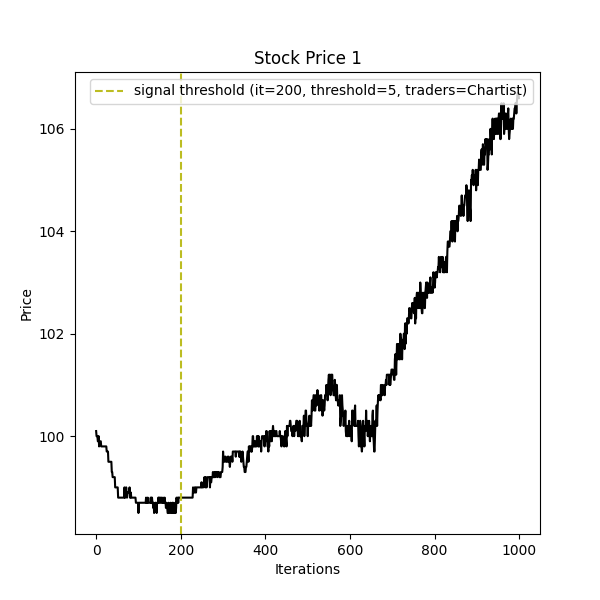 Stock Price 1
signal threshold (it=200, threshold=5, traders=Chartist)
106
104
102
100
Price
0 200 400 600 800 1000
Iterations